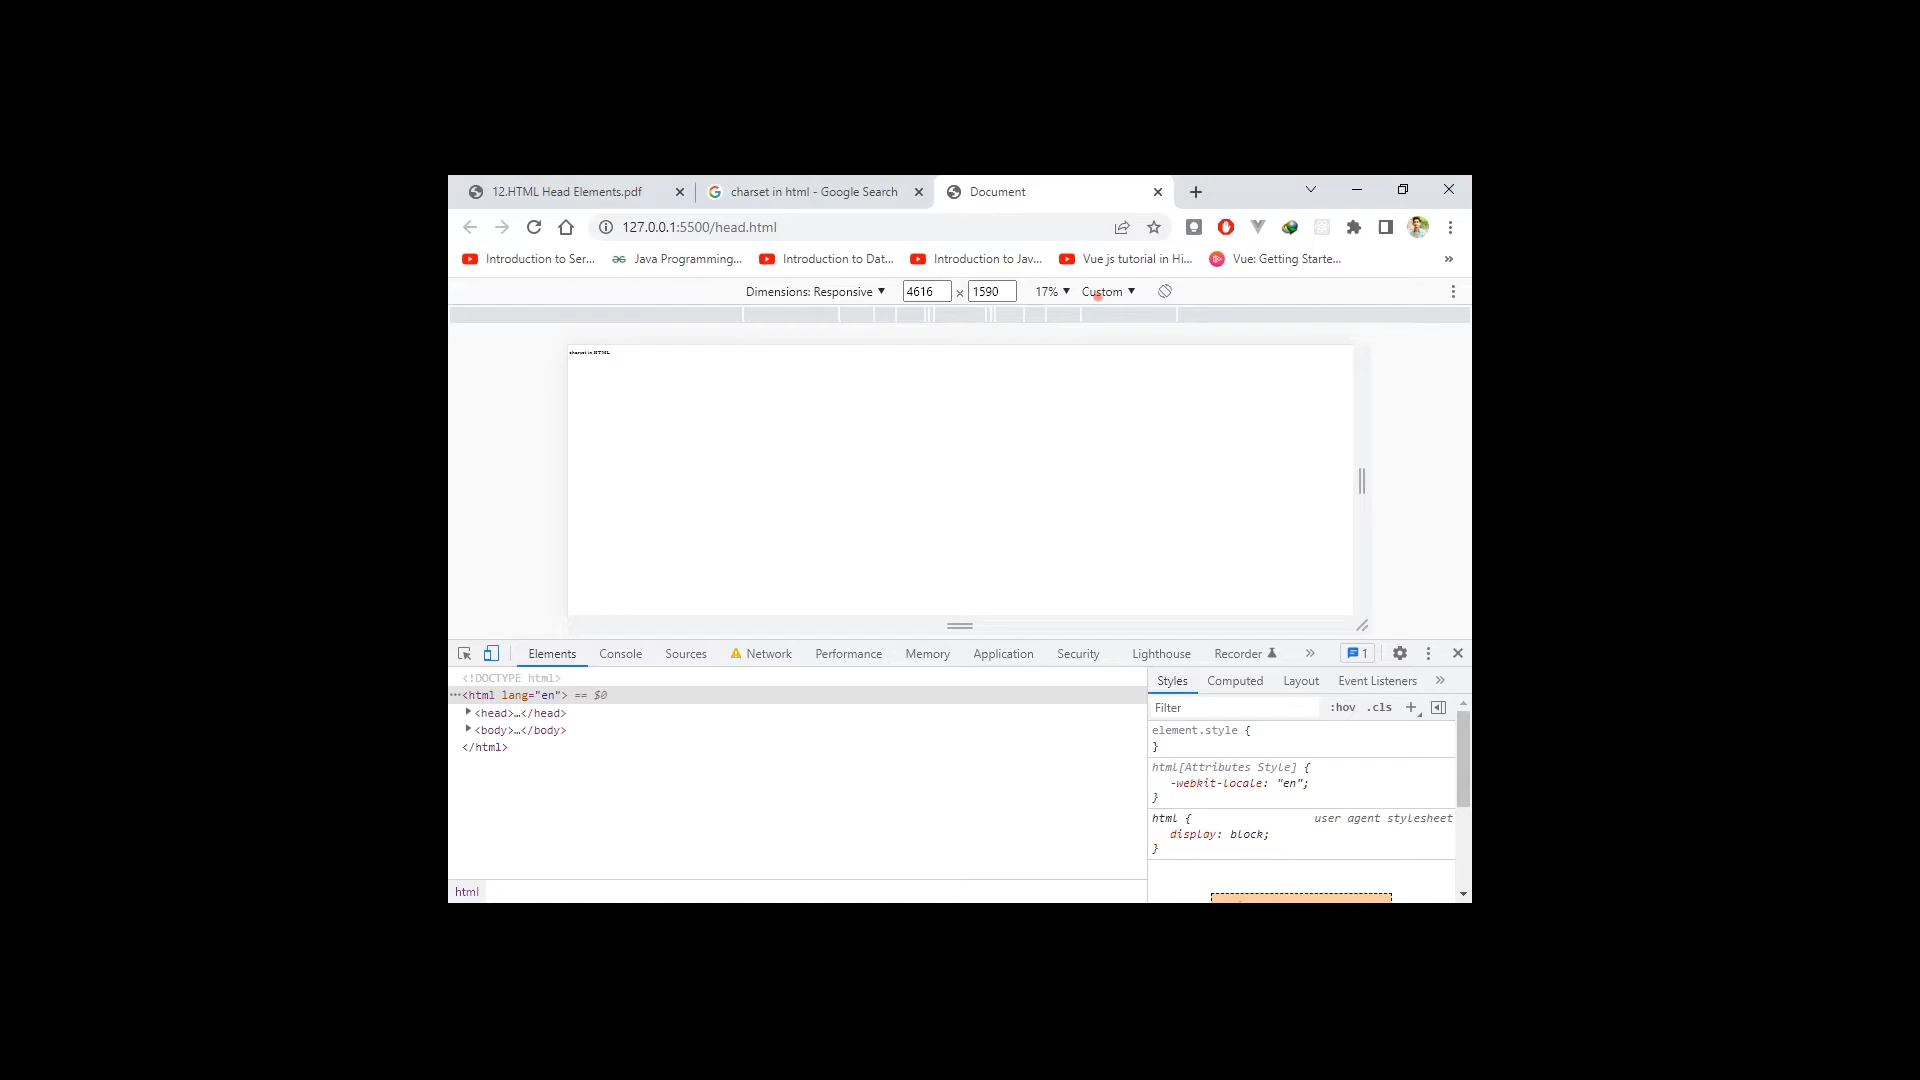 12.HTML Head Elements.pdf
charset in html - Google Search
Document
127.0.0.1:5500/head.html
Introduction to Ser...
Java Programming...
Introduction to Dat...
Introduction to Jav...
Vue js tutorial in Hi...
Vue: Getting Starte...
»
Dimensions: Responsive ▼ 4616 × 1590 17% ▼ Custom ▼
charset in HTML
Elements Console Sources Network Performance Memory Application Security Lighthouse Recorder » 1
<!DOCTYPE html>
···<html lang="en"> == $0
<head>…</head>
<body>…</body>
</html>
html
Styles Computed Layout Event Listeners »
Filter :hov .cls +
element.style {
}
html[Attributes Style] {
-webkit-locale: "en";
}
html { user agent stylesheet
display: block;
}